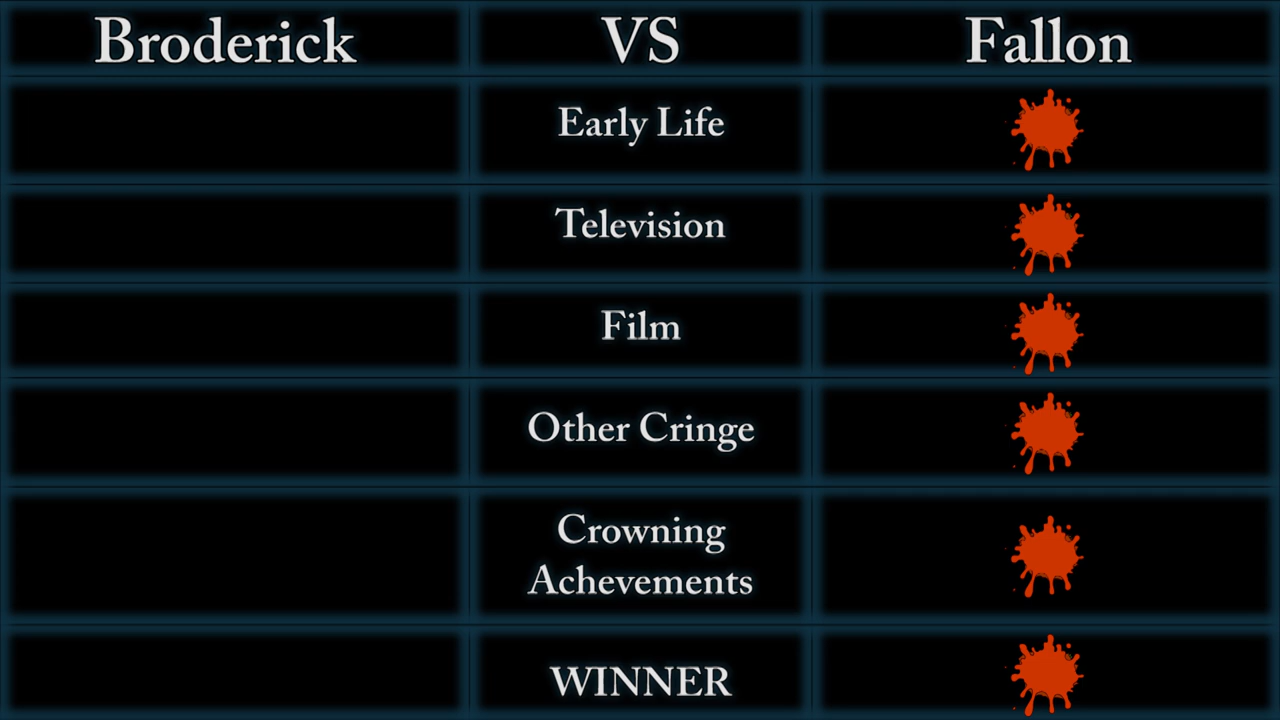 Broderick VS Fallon
Early Life
Television
Film
Other Cringe
Crowning
Achevements
WINNER